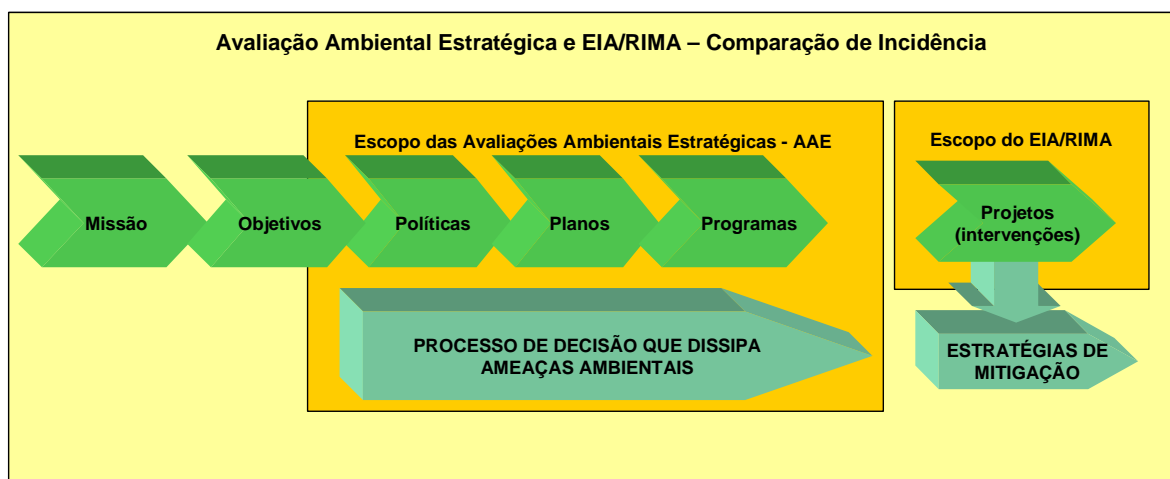 Avaliação Ambiental Estratégica e EIA/RIMA – Comparação de Incidência
Escopo das Avaliações Ambientais Estratégicas - AAE
Escopo do EIA/RIMA
Missão
Objetivos
Políticas
Planos
Programas
Projetos
(intervenções)
PROCESSO DE DECISÃO QUE DISSIPA
AMEAÇAS AMBIENTAIS
ESTRATÉGIAS DE
MITIGAÇÃO